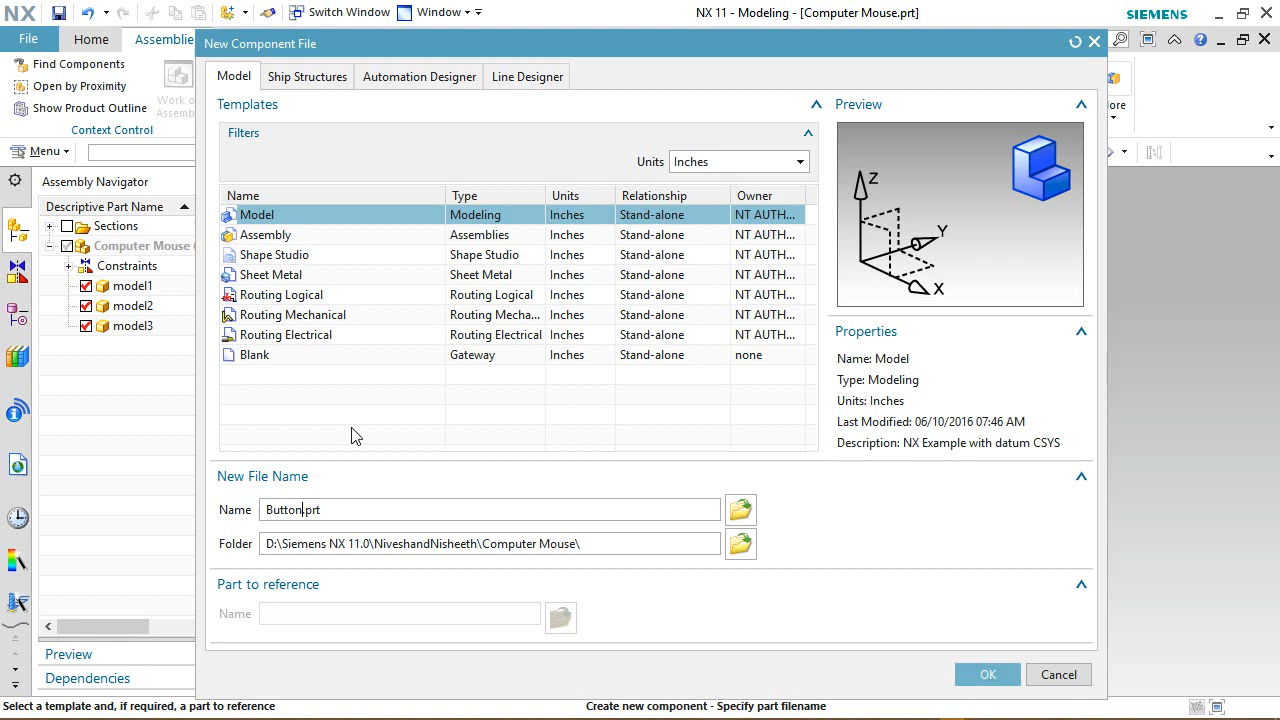 NX Switch Window Window NX 11 - Modeling - [Computer Mouse.prt] SIEMENS
File Home Assemblie
Find Components
Open by Proximity
Show Product Outline
Work o
Assemb
Context Control
ore
Menu
New Component File
Model Ship Structures Automation Designer Line Designer
Templates
Filters
Units Inches
Name Type Units Relationship Owner
Model Modeling Inches Stand-alone NT AUTH...
Assembly Assemblies Inches Stand-alone NT AUTH...
Shape Studio Shape Studio Inches Stand-alone NT AUTH...
Sheet Metal Sheet Metal Inches Stand-alone NT AUTH...
Routing Logical Routing Logical Inches Stand-alone NT AUTH...
Routing Mechanical Routing Mecha... Inches Stand-alone NT AUTH...
Routing Electrical Routing Electrical Inches Stand-alone NT AUTH...
Blank Gateway Inches Stand-alone none
Preview
Z
Y
X
Properties
Name: Model
Type: Modeling
Units: Inches
Last Modified: 06/10/2016 07:46 AM
Description: NX Example with datum CSYS
New File Name
Name Button.prt
Folder D:\Siemens NX 11.0\NiveshandNisheeth\Computer Mouse\
Part to reference
Name
OK Cancel
Assembly Navigator
Descriptive Part Name
Sections
Computer Mouse (
Constraints
model1
model2
model3
Preview
Dependencies
Select a template and, if required, a part to reference Create new component - Specify part filename